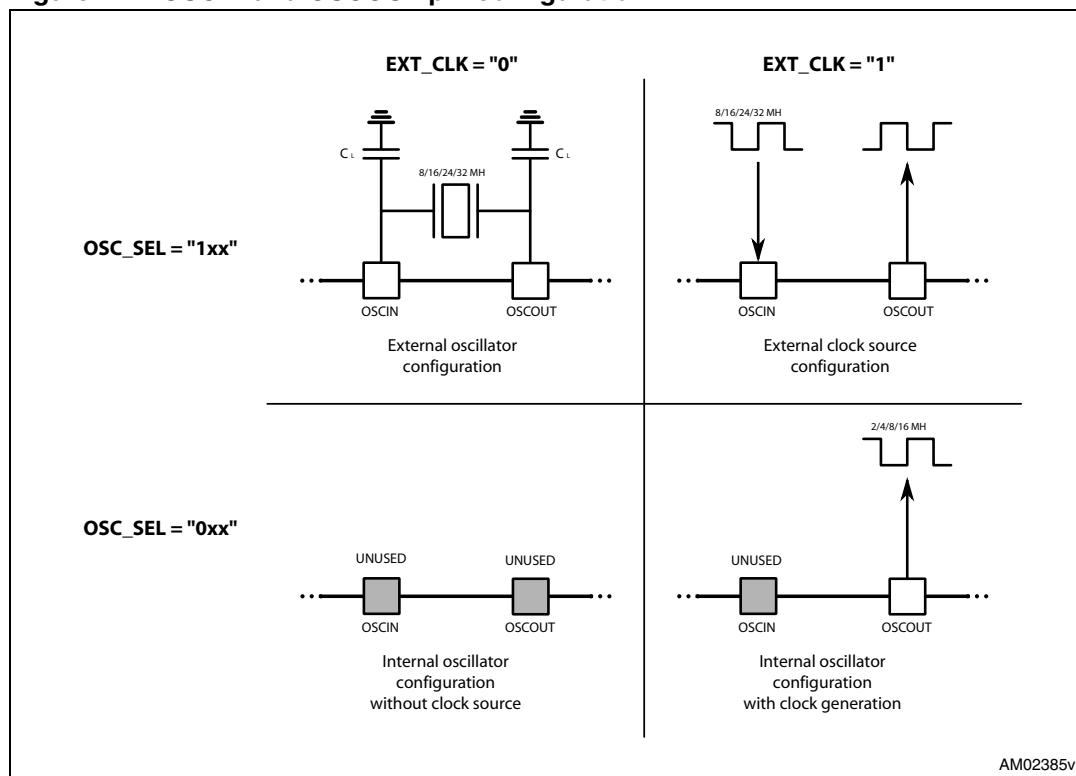 EXT_CLK = "0"
EXT_CLK = "1"
8/16/24/32 MH
C L
C L
8/16/24/32 MH
OSC_SEL = "1xx"
OSCIN
OSCOUT
OSCIN
OSCOUT
External oscillator
configuration
External clock source
configuration
2/4/8/16 MH
OSC_SEL = "0xx"
UNUSED
UNUSED
UNUSED
OSCIN
OSCOUT
OSCIN
OSCOUT
Internal oscillator
configuration
without clock source
Internal oscillator
configuration
with clock generation
AM02385v